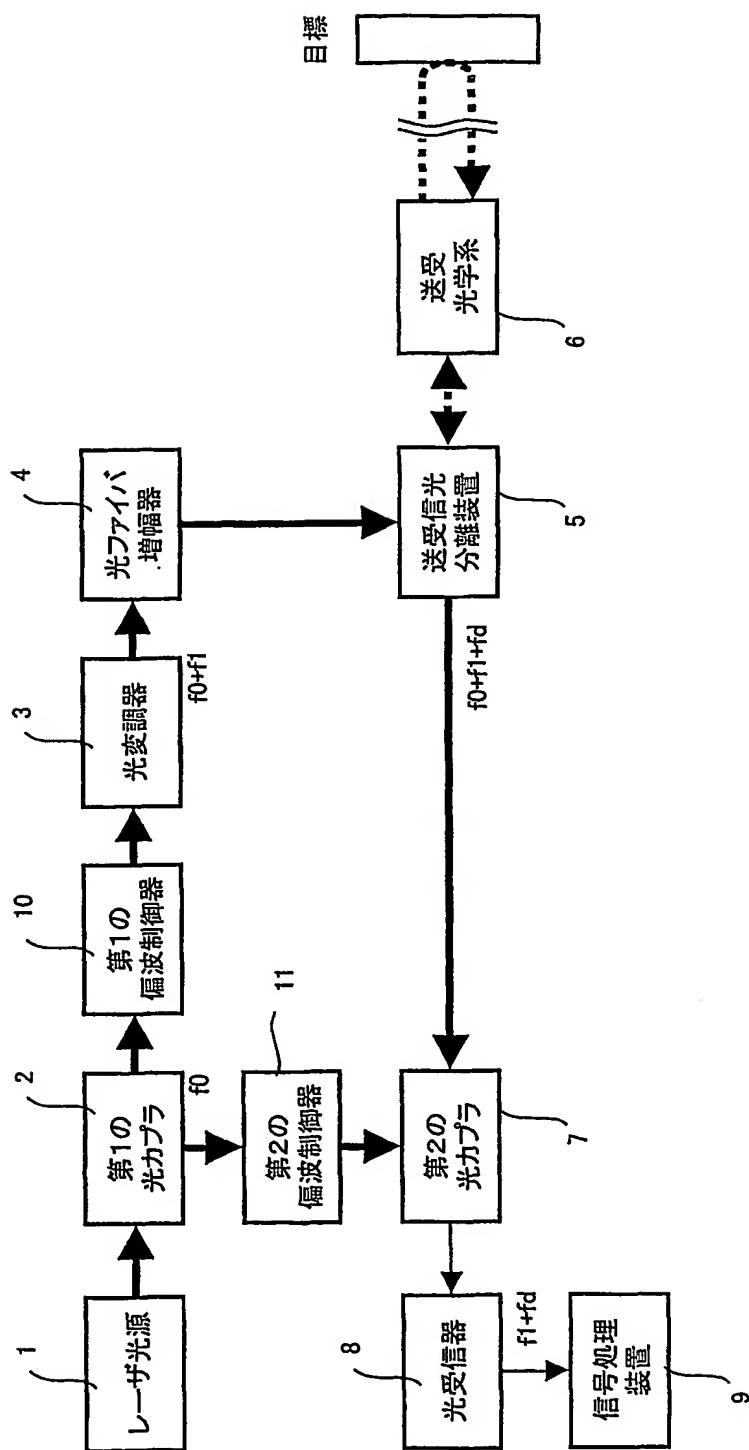 1
レーザ光源
2
第1の
光カプラ
f0
10
第1の
偏波制御器
3
光変調器
f0+f1
4
光ファイバ
.増幅器
11
第2の
偏波制御器
8
光受信器
f1+fd
信号処理
装置
9
第2の
光カプラ
7
f0+f1+fd
送受信光
分離装置
5
送受
光学系
6
目標